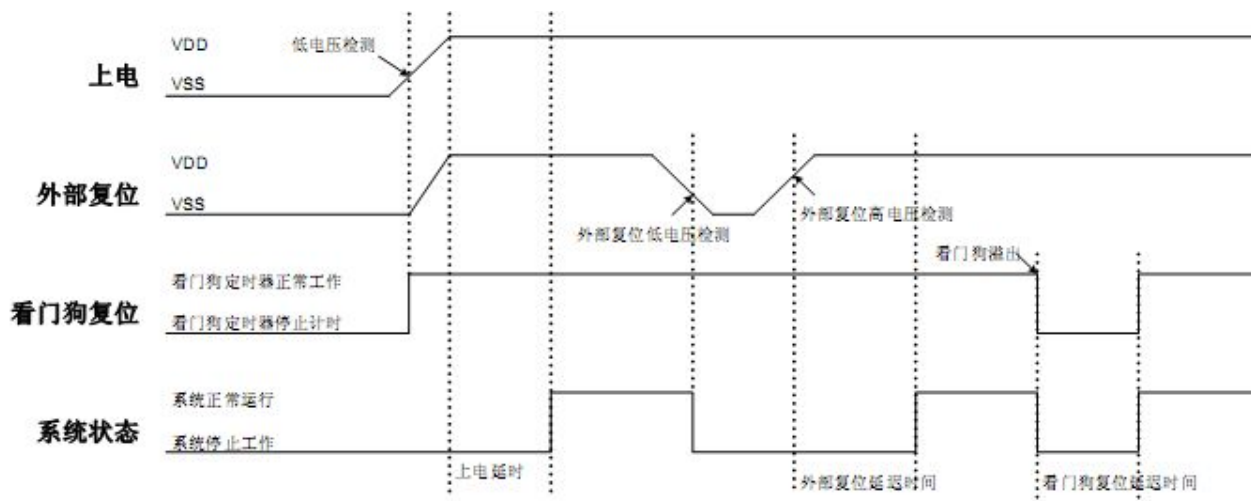 VDD
低电压检测
上电
VSS
VDD
外部复位
VSS
外部复位高电压检测
外部复位低电压检测
看门狗溢出
看门狗定时器正常工作
看门狗复位
看门狗定时器停止计时
系统正常运行
系统状态
系统停止工作
上电延时
外部复位延迟时间
看门狗复位延迟时间